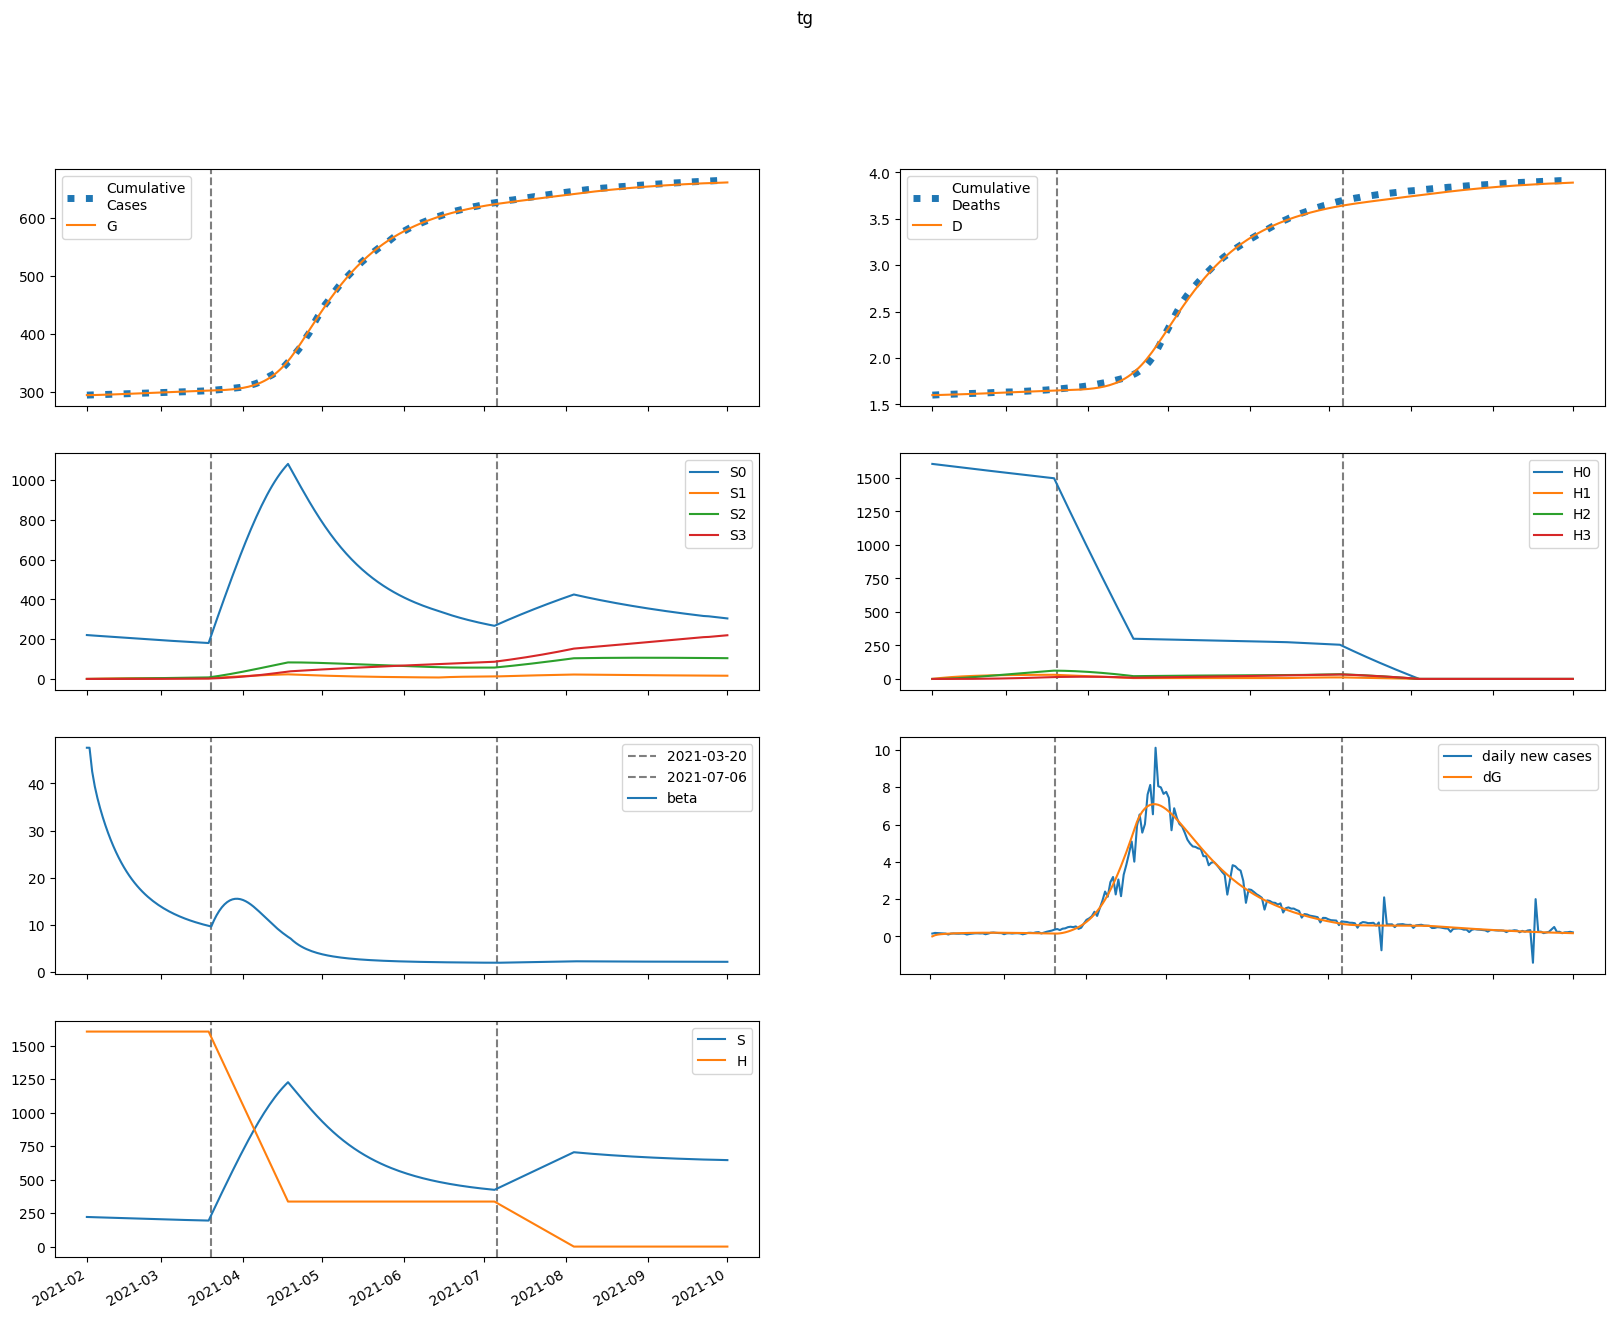 tg
Cumulative
Cases
G
600
500
400
300
Cumulative
Deaths
D
4.0
3.5
3.0
2.5
2.0
1.5
S0
S1
S2
S3
1000
800
600
400
200
0
H0
H1
H2
H3
1500
1250
1000
750
500
250
0
2021-03-20
2021-07-06
beta
40
30
20
10
0
daily new cases
dG
10
8
6
4
2
0
S
H
1500
1250
1000
750
500
250
0
2021-02
2021-03
2021-04
2021-05
2021-06
2021-07
2021-08
2021-09
2021-10